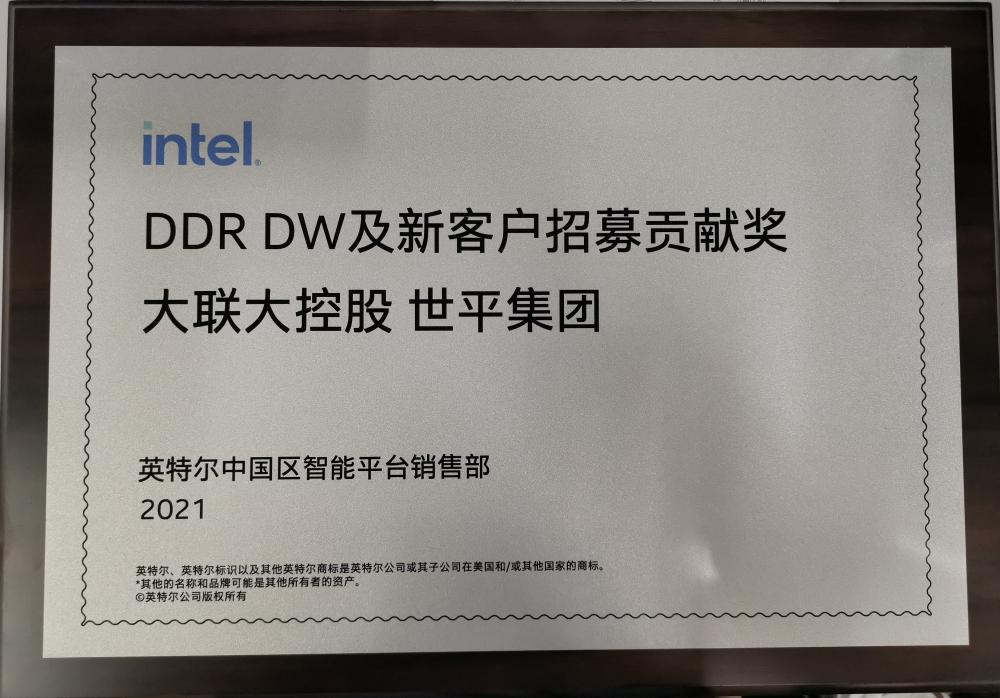 intel®
DDR DW及新客户招募贡献奖
大联大控股 世平集团
英特尔中国区智能平台销售部
2021
英特尔、英特尔标识以及其他英特尔商标是英特尔公司或其子公司在美国和/或其他国家的商标。
*其他的名称和品牌可能是其他所有者的资产。
©英特尔公司版权所有